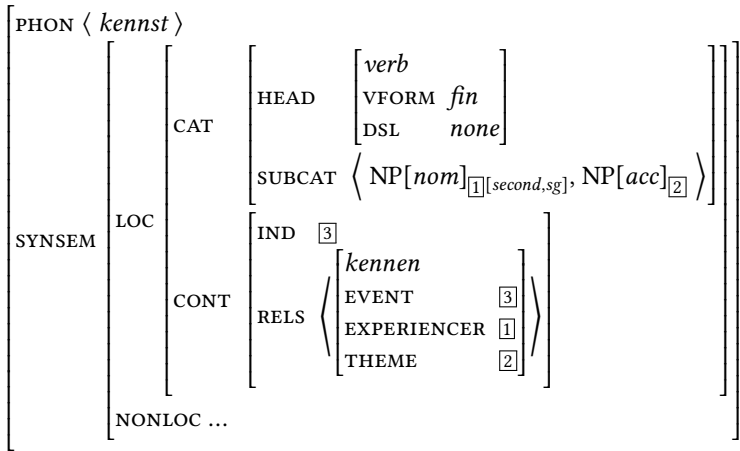 PHON ⟨ kennst ⟩
verb
HEAD VFORM fin
DSL none
CAT
SUBCAT ⟨ NP[nom]1[second,sg], NP[acc]2 ⟩
LOC
SYNSEM
IND 3
kennen
EVENT 3
CONT RELS ⟨ ⟩
EXPERIENCER 1
THEME 2
NONLOC ...